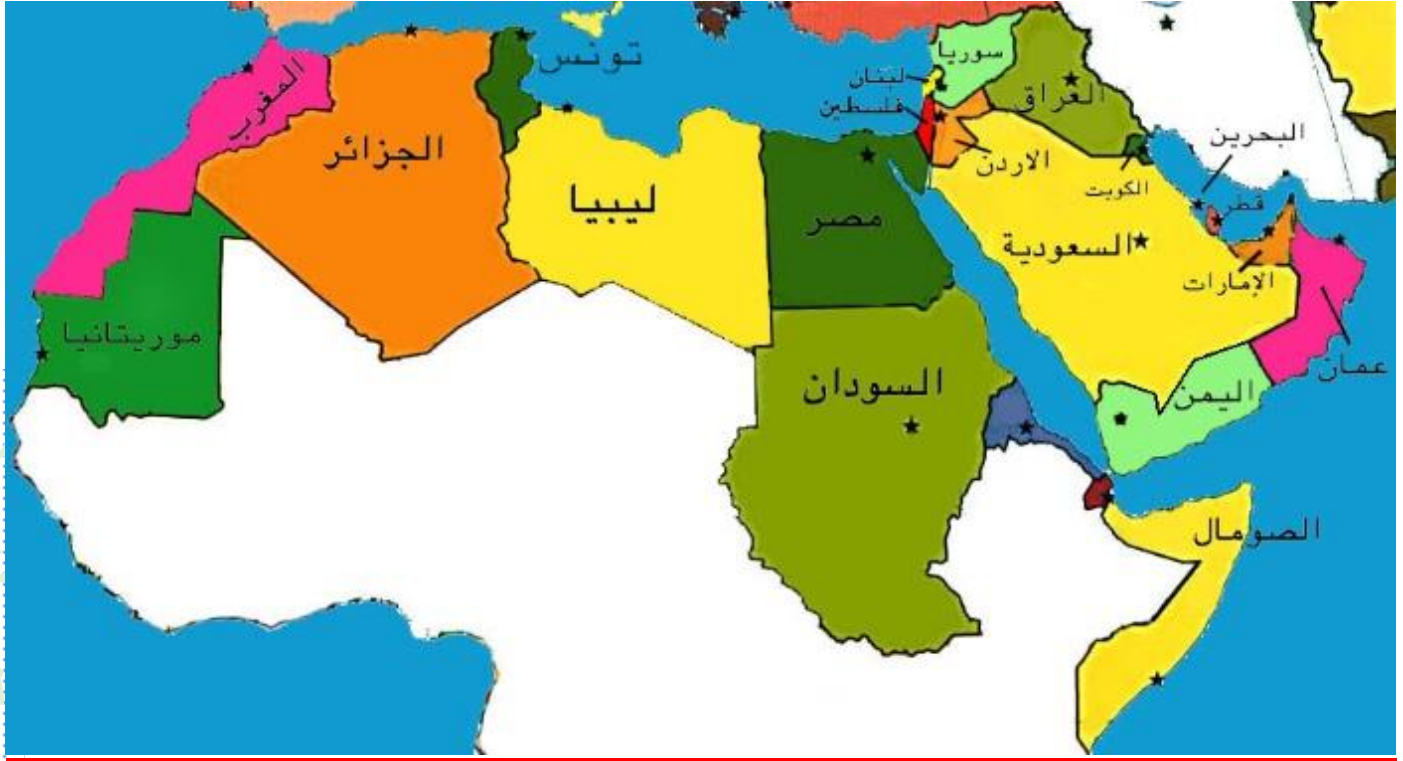 المغرب
تونس
الجزائر
ليبيا
مصر
موريتانيا
السودان
سوريا
لبنان
فلسطين
العراق
الاردن
الكويت
البحرين
قطر
السعودية
الإمارات
عمان
اليمن
الصومال